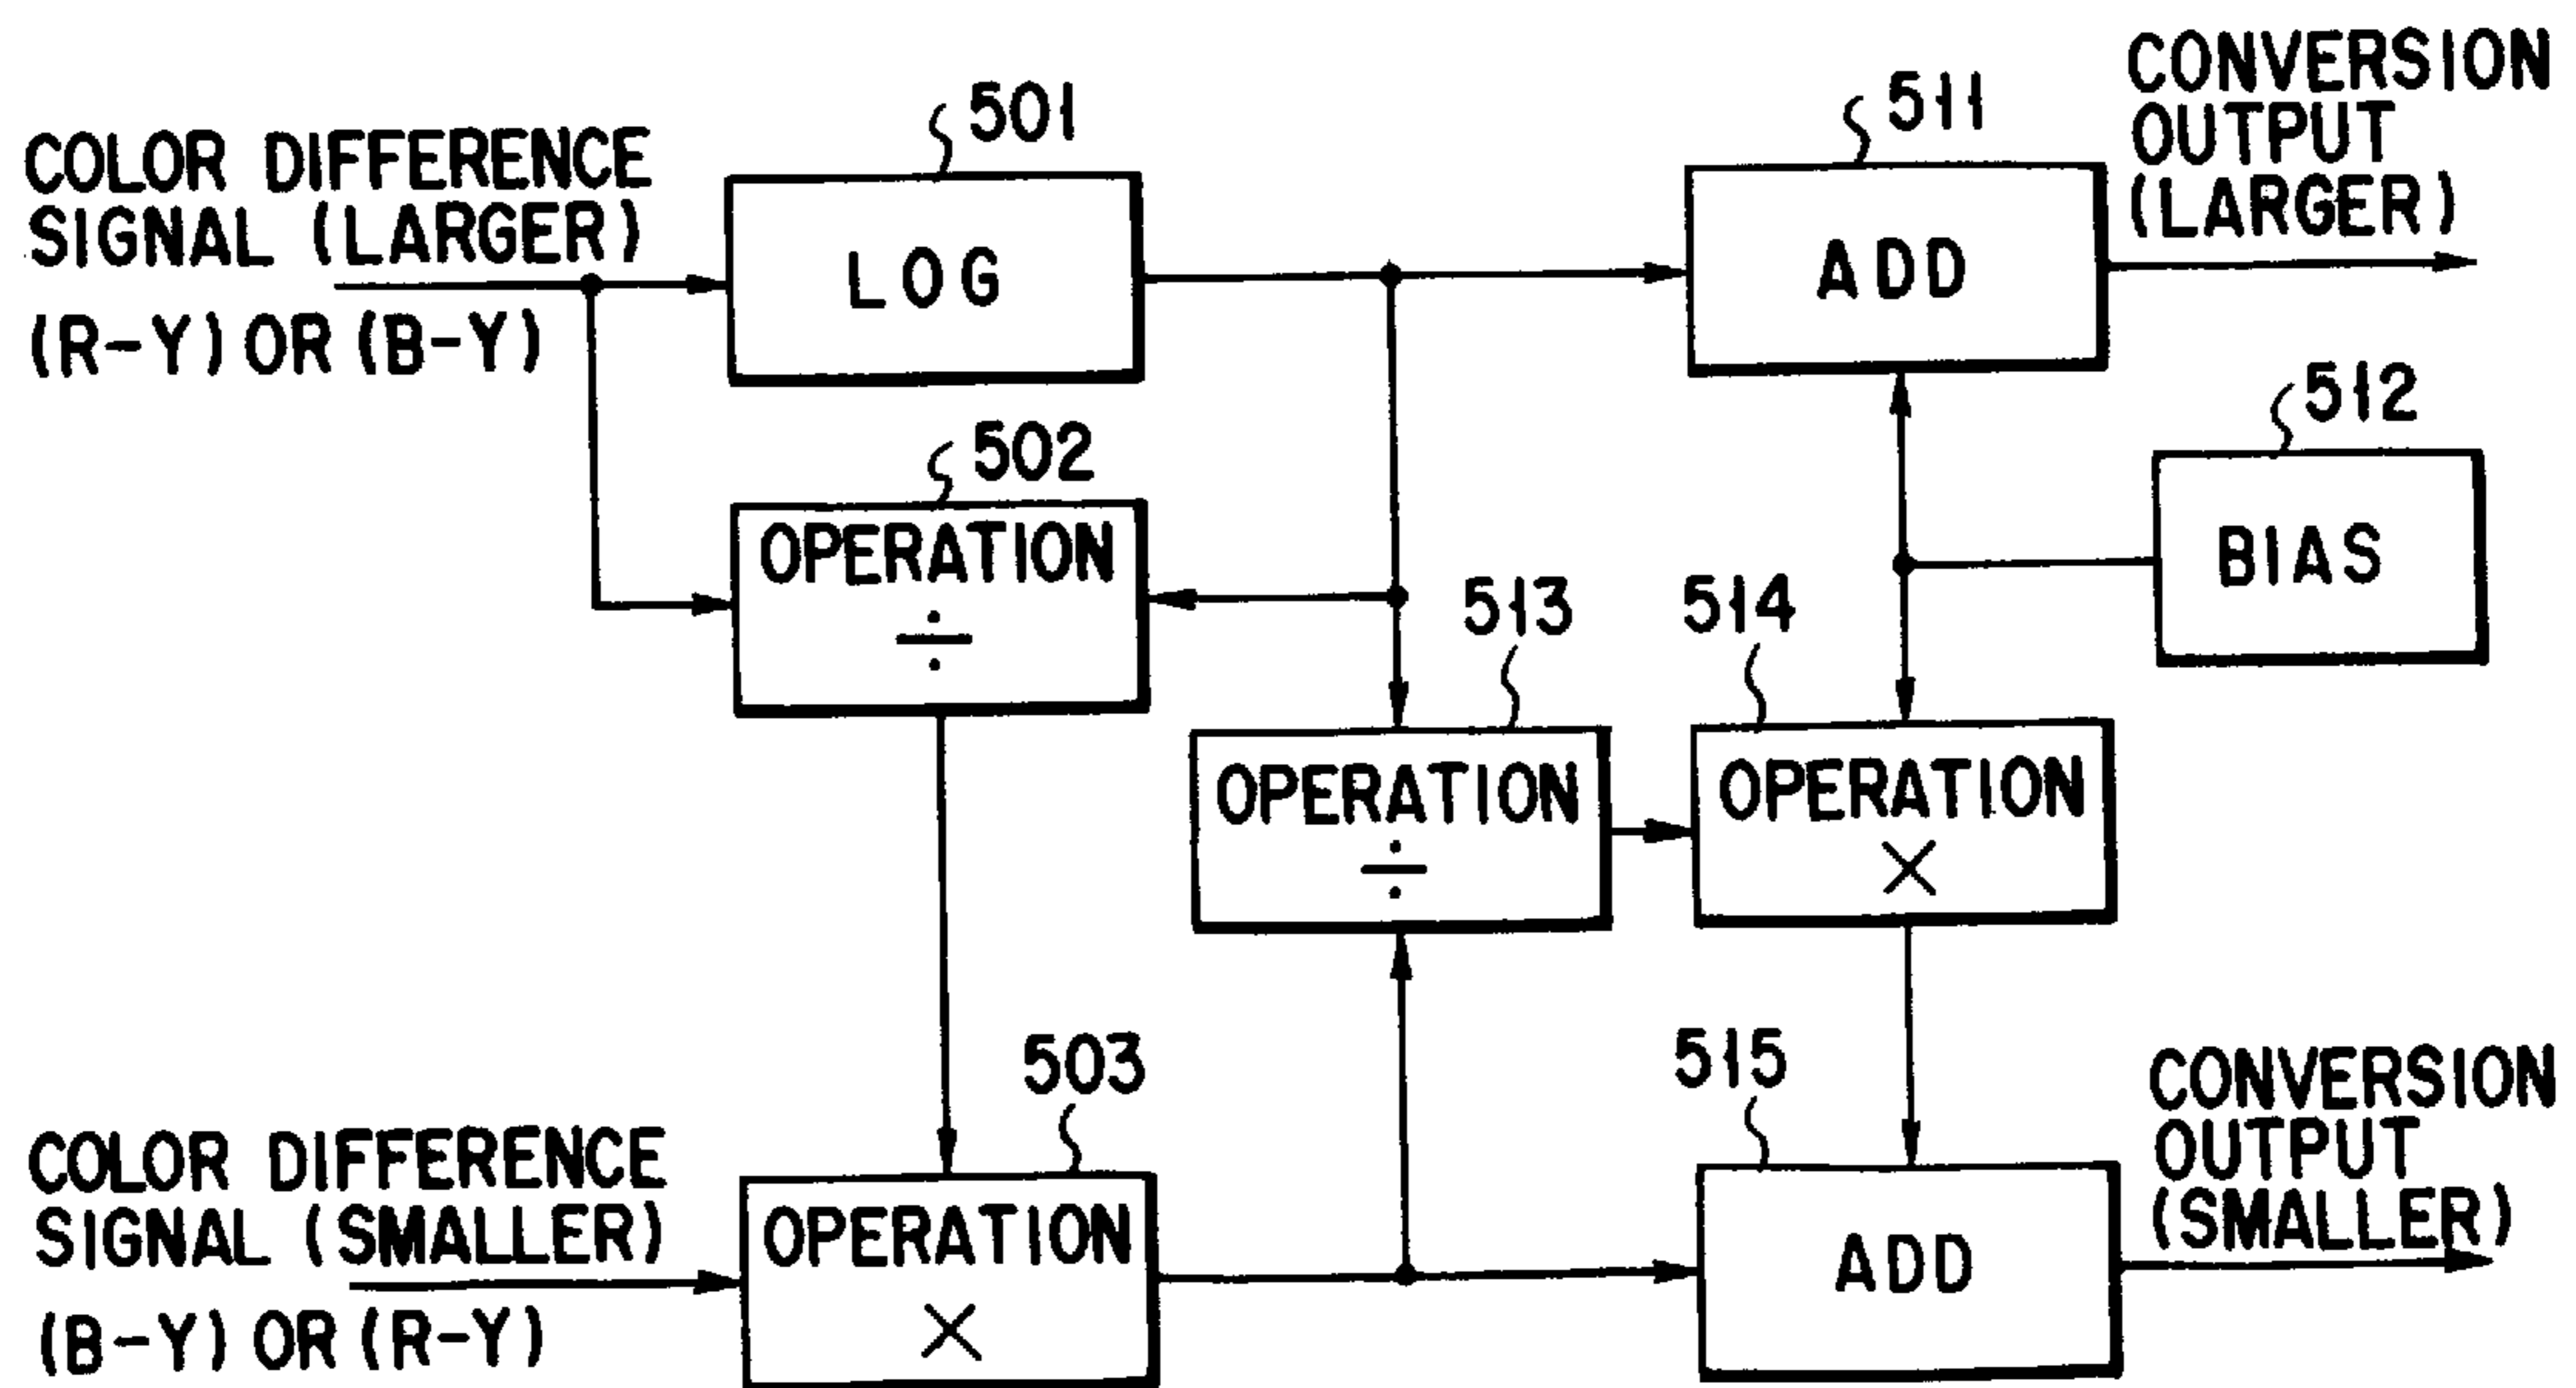 COLOR DIFFERENCE
SIGNAL (LARGER)
(R-Y) OR (B-Y)
501
LOG
511
ADD
CONVERSION
OUTPUT
(LARGER)
502
OPERATION
÷
512
BIAS
513
OPERATION
÷
514
OPERATION
×
COLOR DIFFERENCE
SIGNAL (SMALLER)
(B-Y) OR (R-Y)
503
OPERATION
×
515
ADD
CONVERSION
OUTPUT
(SMALLER)